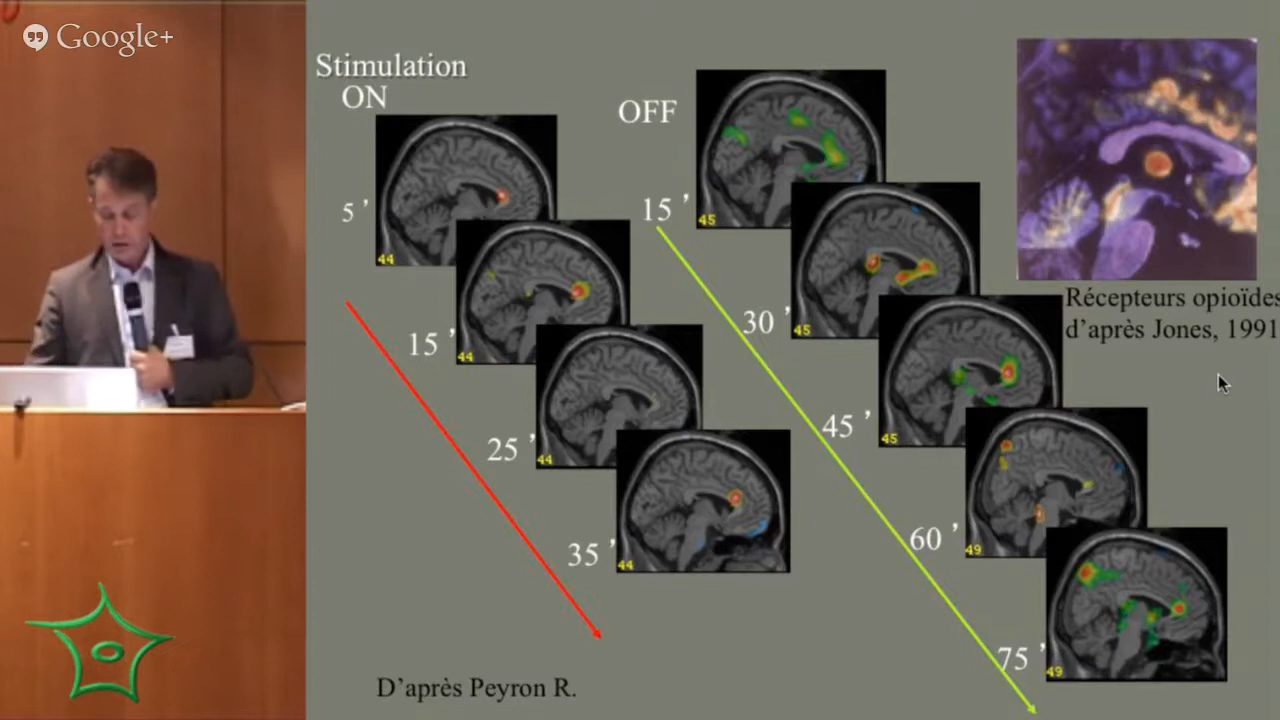 Google+
Stimulation
ON
OFF
5 ’
44
15 ’
44
25 ’
44
35 ’
44
15 ’
45
30 ’
45
45 ’
45
60 ’
49
75 ’
49
Récepteurs opioïdes
d’après Jones, 1991
D’après Peyron R.